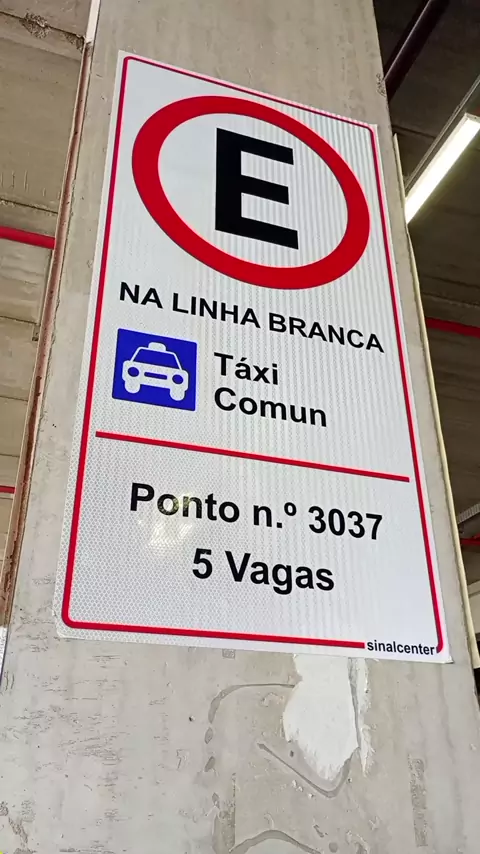 E
NA LINHA BRANCA
Táxi
Comun
Ponto n.º 3037
5 Vagas
sinalcenter